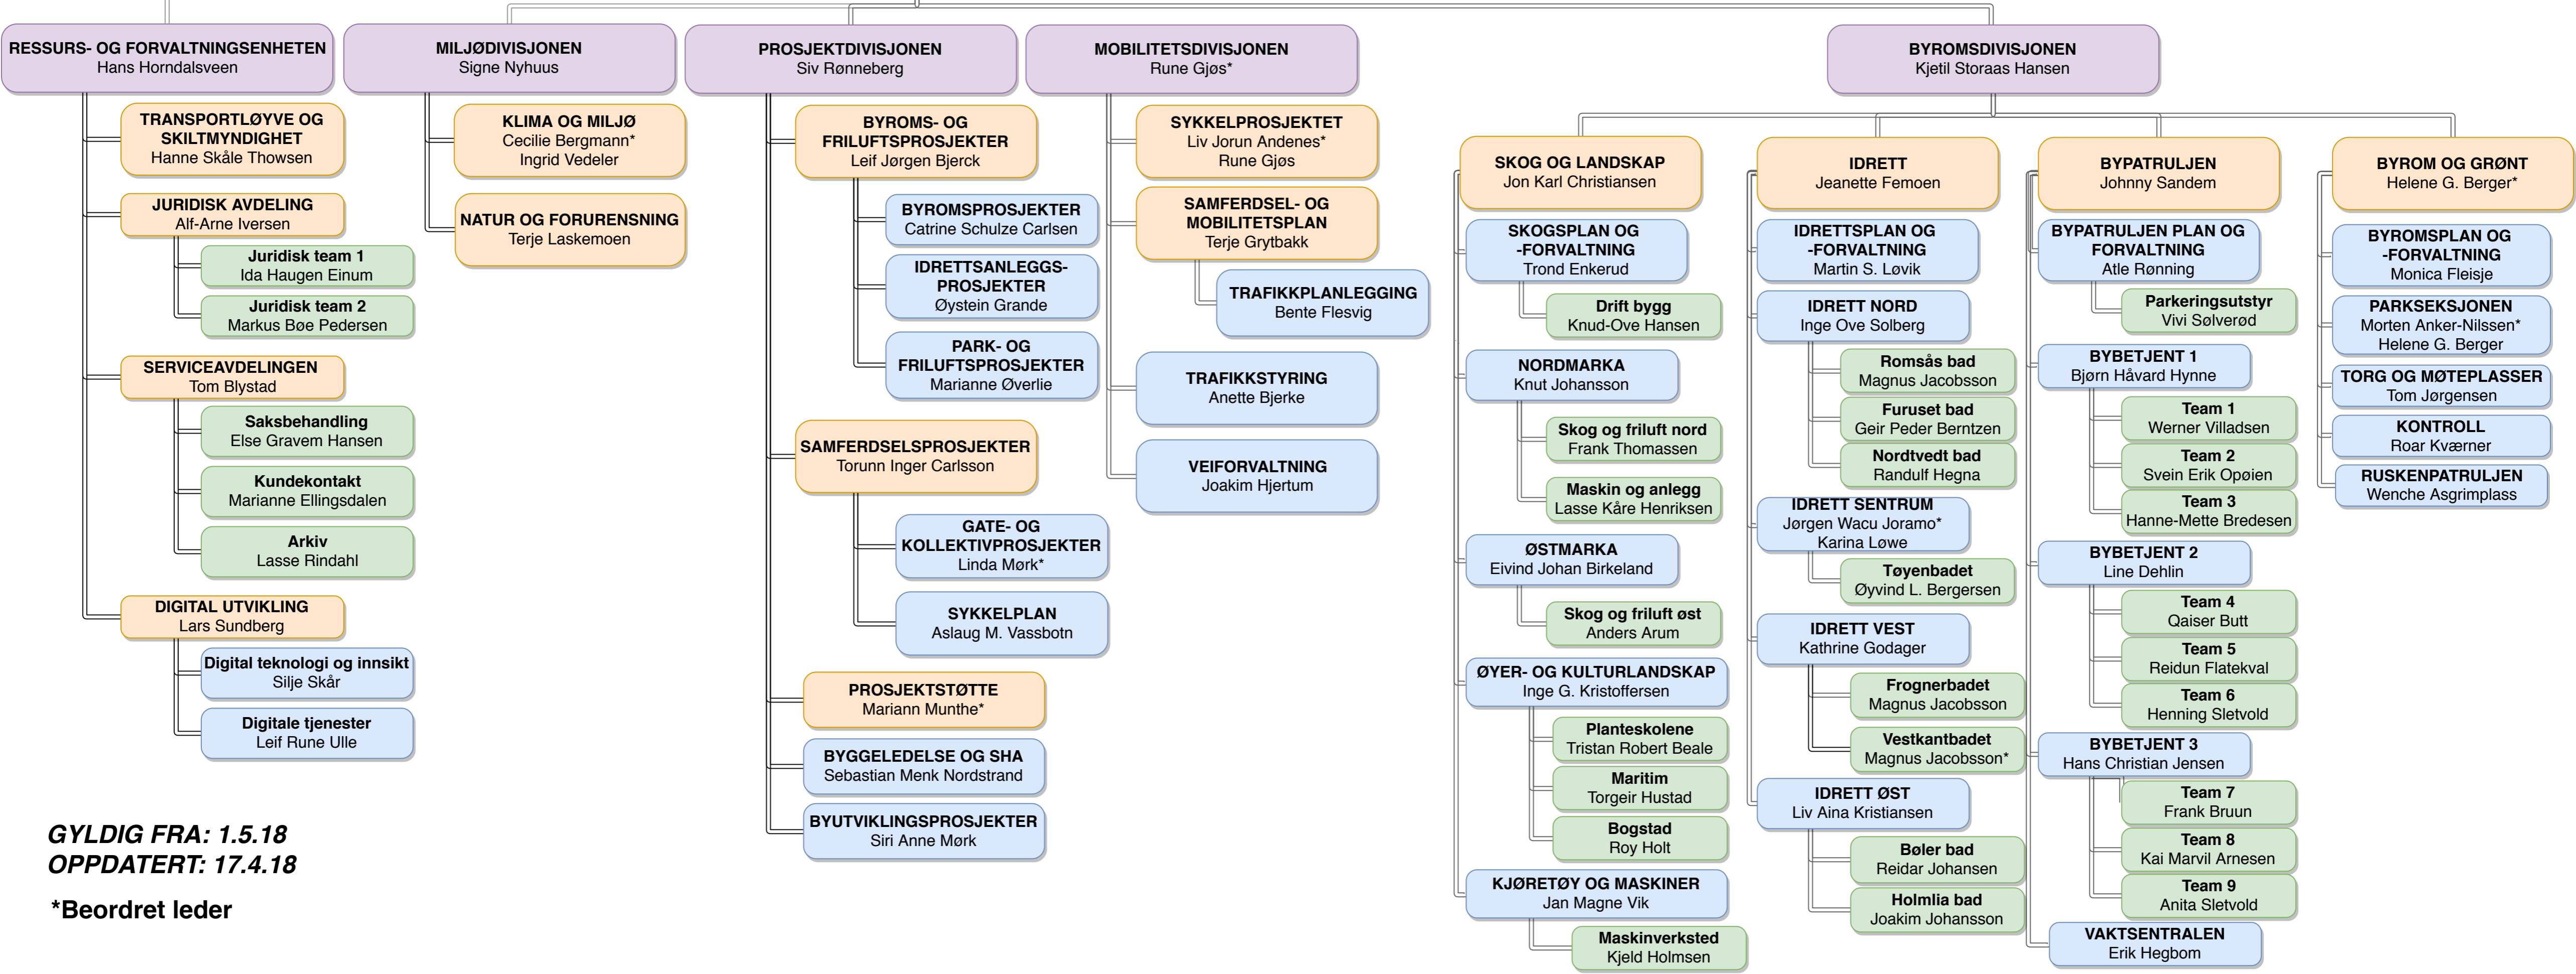 RESSURS- OG FORVALTNINGSENHETEN
Hans Horndalsveen
TRANSPORTLØYVE OG
SKILTMYNDIGHET
Hanne Skåle Thowsen
JURIDISK AVDELING
Alf-Arne Iversen
Juridisk team 1
Ida Haugen Einum
Juridisk team 2
Markus Bøe Pedersen
SERVICEAVDELINGEN
Tom Blystad
Saksbehandling
Else Gravem Hansen
Kundekontakt
Marianne Ellingsdalen
Arkiv
Lasse Rindahl
DIGITAL UTVIKLING
Lars Sundberg
Digital teknologi og innsikt
Silje Skår
Digitale tjenester
Leif Rune Ulle
GYLDIG FRA: 1.5.18
OPPDATERT: 17.4.18
*Beordret leder
MILJØDIVISJONEN
Signe Nyhuus
KLIMA OG MILJØ
Cecilie Bergmann*
Ingrid Vedeler
NATUR OG FORURENSNING
Terje Laskemoen
PROSJEKTDIVISJONEN
Siv Rønneberg
BYROMS- OG
FRILUFTSPROSJEKTER
Leif Jørgen Bjerck
BYROMSPROSJEKTER
Catrine Schulze Carlsen
IDRETTSANLEGGS-
PROSJEKTER
Øystein Grande
PARK- OG
FRILUFTSPROSJEKTER
Marianne Øverlie
SAMFERDSELSPROSJEKTER
Torunn Inger Carlsson
GATE- OG
KOLLEKTIVPROSJEKTER
Linda Mørk*
SYKKELPLAN
Aslaug M. Vassbotn
PROSJEKTSTØTTE
Mariann Munthe*
BYGGELEDELSE OG SHA
Sebastian Menk Nordstrand
BYUTVIKLINGSPROSJEKTER
Siri Anne Mørk
MOBILITETSDIVISJONEN
Rune Gjøs*
SYKKELPROSJEKTET
Liv Jorun Andenes*
Rune Gjøs
SAMFERDSEL- OG
MOBILITETSPLAN
Terje Grytbakk
TRAFIKKPLANLEGGING
Bente Flesvig
TRAFIKKSTYRING
Anette Bjerke
VEIFORVALTNING
Joakim Hjertum
BYROMSDIVISJONEN
Kjetil Storaas Hansen
SKOG OG LANDSKAP
Jon Karl Christiansen
SKOGSPLAN OG
-FORVALTNING
Trond Enkerud
Drift bygg
Knud-Ove Hansen
NORDMARKA
Knut Johansson
Skog og friluft nord
Frank Thomassen
Maskin og anlegg
Lasse Kåre Henriksen
ØSTMARKA
Eivind Johan Birkeland
Skog og friluft øst
Anders Arum
ØYER- OG KULTURLANDSKAP
Inge G. Kristoffersen
Planteskolene
Tristan Robert Beale
Maritim
Torgeir Hustad
Bogstad
Roy Holt
KJØRETØY OG MASKINER
Jan Magne Vik
Maskinverksted
Kjeld Holmsen
IDRETT
Jeanette Femoen
IDRETTSPLAN OG
-FORVALTNING
Martin S. Løvik
IDRETT NORD
Inge Ove Solberg
Romsås bad
Magnus Jacobsson
Furuset bad
Geir Peder Berntzen
Nordtvedt bad
Randulf Hegna
IDRETT SENTRUM
Jørgen Wacu Joramo*
Karina Løwe
Tøyenbadet
Øyvind L. Bergersen
IDRETT VEST
Kathrine Godager
Frognerbadet
Magnus Jacobsson
Vestkantbadet
Magnus Jacobsson*
IDRETT ØST
Liv Aina Kristiansen
Bøler bad
Reidar Johansen
Holmlia bad
Joakim Johansson
BYPATRULJEN
Johnny Sandem
BYPATRULJEN PLAN OG
FORVALTNING
Atle Rønning
Parkeringsutstyr
Vivi Sølverød
BYBETJENT 1
Bjørn Håvard Hynne
Team 1
Werner Villadsen
Team 2
Svein Erik Opøien
Team 3
Hanne-Mette Bredesen
BYBETJENT 2
Line Dehlin
Team 4
Qaiser Butt
Team 5
Reidun Flatekval
Team 6
Henning Sletvold
BYBETJENT 3
Hans Christian Jensen
Team 7
Frank Bruun
Team 8
Kai Marvil Arnesen
Team 9
Anita Sletvold
VAKTSENTRALEN
Erik Hegbom
BYROM OG GRØNT
Helene G. Berger*
BYROMSPLAN OG
-FORVALTNING
Monica Fleisje
PARKSEKSJONEN
Morten Anker-Nilssen*
Helene G. Berger
TORG OG MØTEPLASSER
Tom Jørgensen
KONTROLL
Roar Kværner
RUSKENPATRULJEN
Wenche Asgrimplass